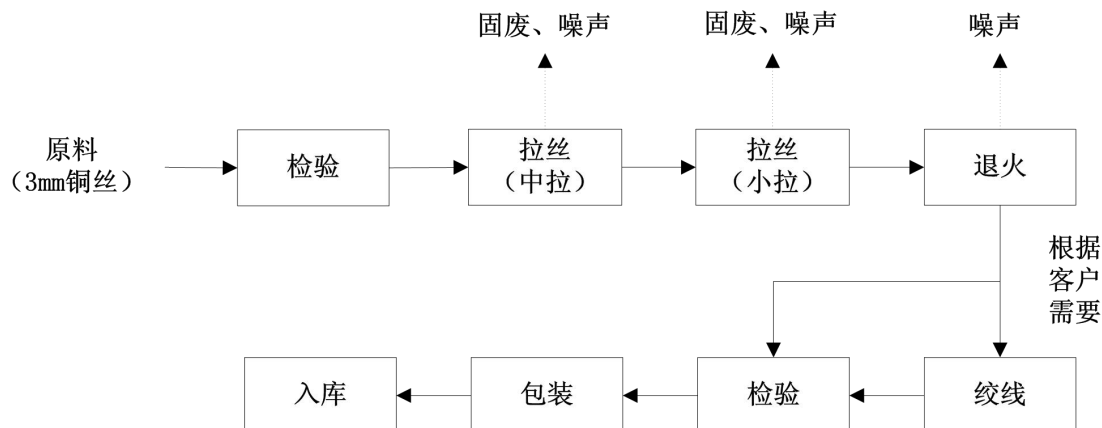 固废、噪声
固废、噪声
噪声
原料
（3mm铜丝）
检验
拉丝
（中拉）
拉丝
（小拉）
退火
根据
客户
需要
入库
包装
检验
绞线